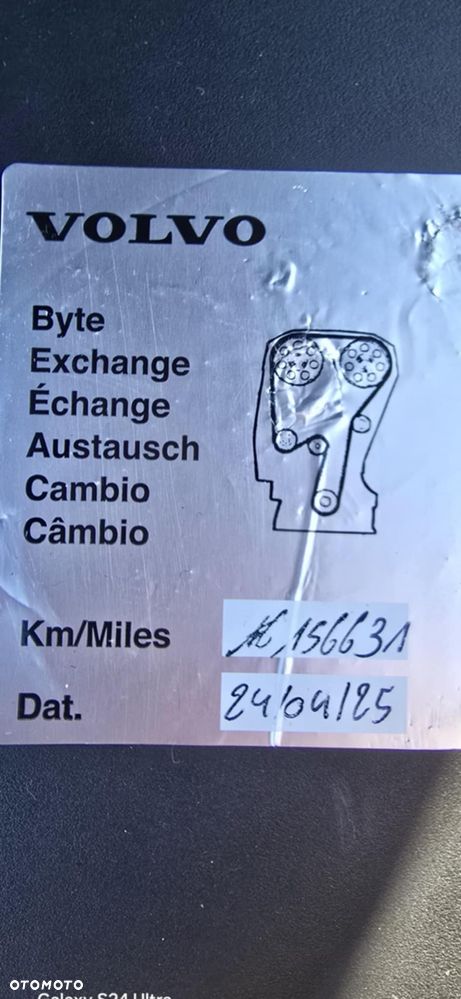 VOLVO
Byte
Exchange
Échange
Austausch
Cambio
Câmbio
Km/Miles 156631
Dat. 24/04/25
OTOMOTO
Galaxy S24 Ultra